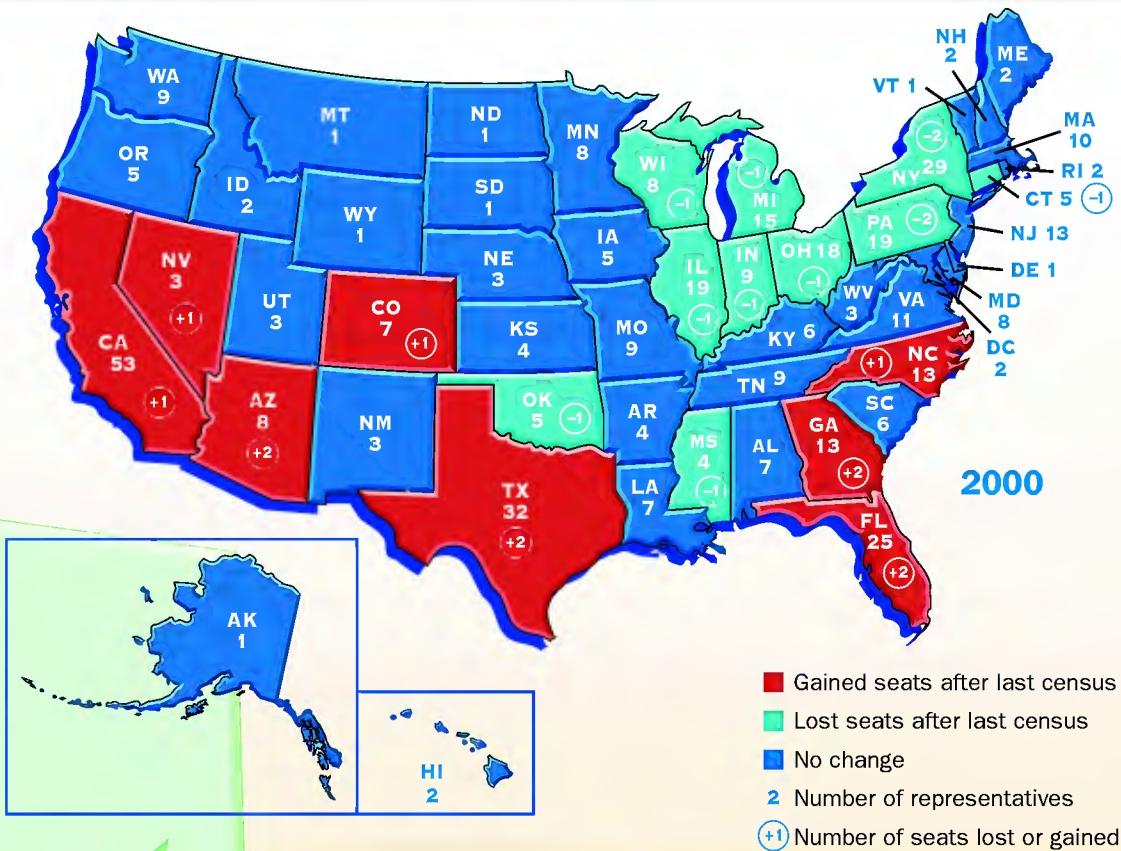 NH
2
ME
2
VT 1
MA
10
RI 2
CT 5 -1
NJ 13
DE 1
MD
8
DC
2
WA
9
OR
5
ID
2
MT
1
ND
1
SD
1
WY
1
NE
3
MN
8
IA
5
WI
8
-1
-1
MI
15
-2
NY 29
PA -2
19
NV
3
+1
UT
3
CO
7
+1
KS
4
MO
9
IL
19
-1
IN
9
-1
OH 18
-1
WV
3
VA
11
KY 6
CA
53
+1
AZ
8
+2
NM
3
OK
5 -1
AR
4
TN 9
+1 NC
13
SC
6
TX
32
+2
LA
7
MS
4
-1
AL
7
GA
13
+2
FL
25
+2
2000
AK
1
HI
2
Gained seats after last census
Lost seats after last census
No change
2 Number of representatives
+1 Number of seats lost or gained